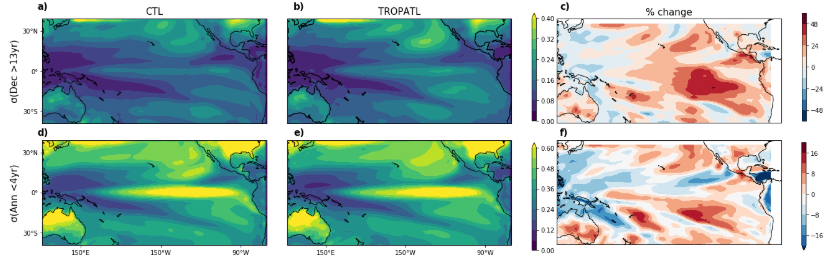 a) CTL
b) TROPATL
c) % change
σ(Dec >13yr)
30°N
0°
30°S
0.40
0.32
0.24
0.16
0.08
0.00
48
24
0
−24
−48
d)
e)
f)
σ(Ann <4yr)
30°N
0°
30°S
150°E
150°W
90°W
150°E
150°W
90°W
0.60
0.48
0.36
0.24
0.12
0.00
16
8
0
−8
−16